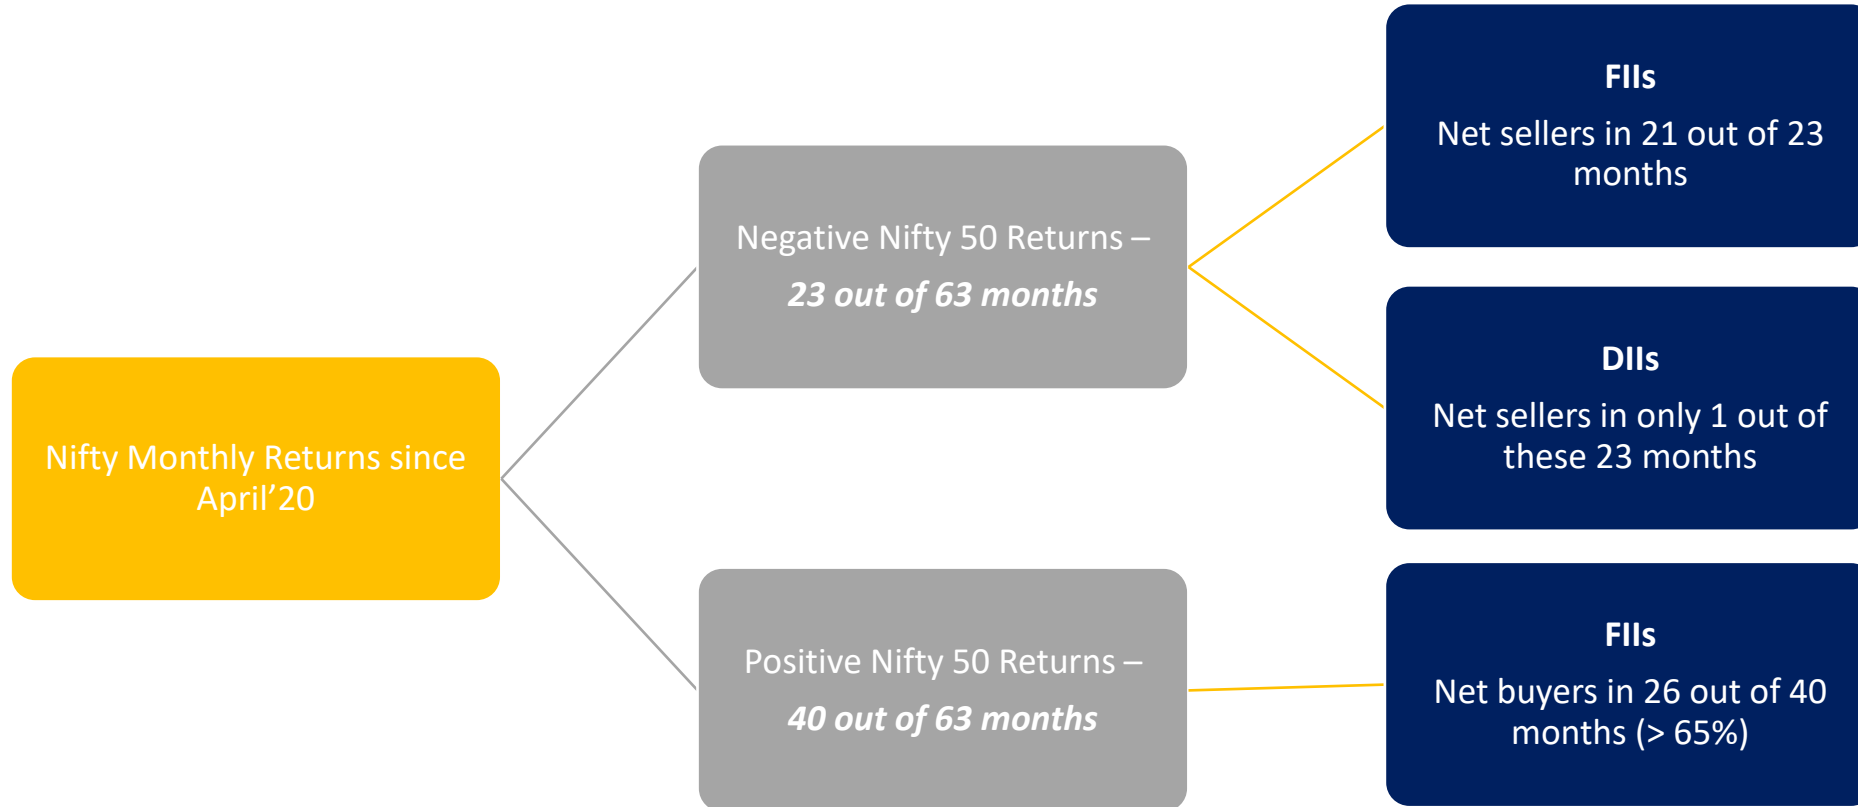 Nifty Monthly Returns since
April’20
Negative Nifty 50 Returns –
23 out of 63 months
Positive Nifty 50 Returns –
40 out of 63 months
FIIs
Net sellers in 21 out of 23
months
DIIs
Net sellers in only 1 out of
these 23 months
FIIs
Net buyers in 26 out of 40
months (> 65%)